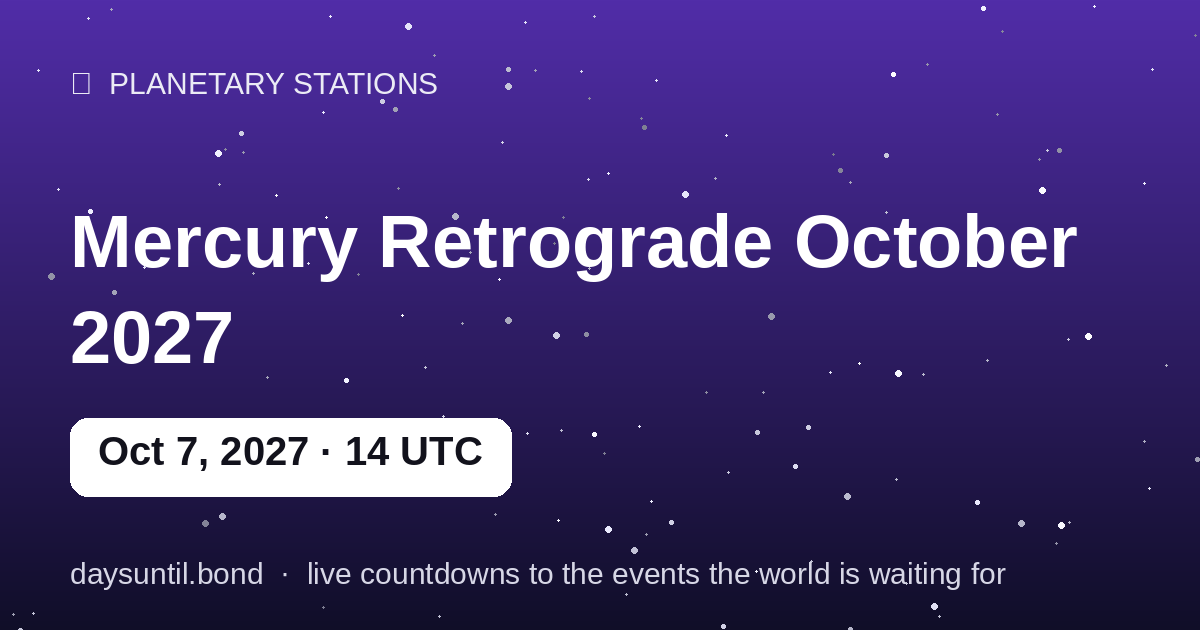 PLANETARY STATIONS
Mercury Retrograde October
2027
Oct 7, 2027 · 14 UTC
daysuntil.bond · live countdowns to the events the world is waiting for